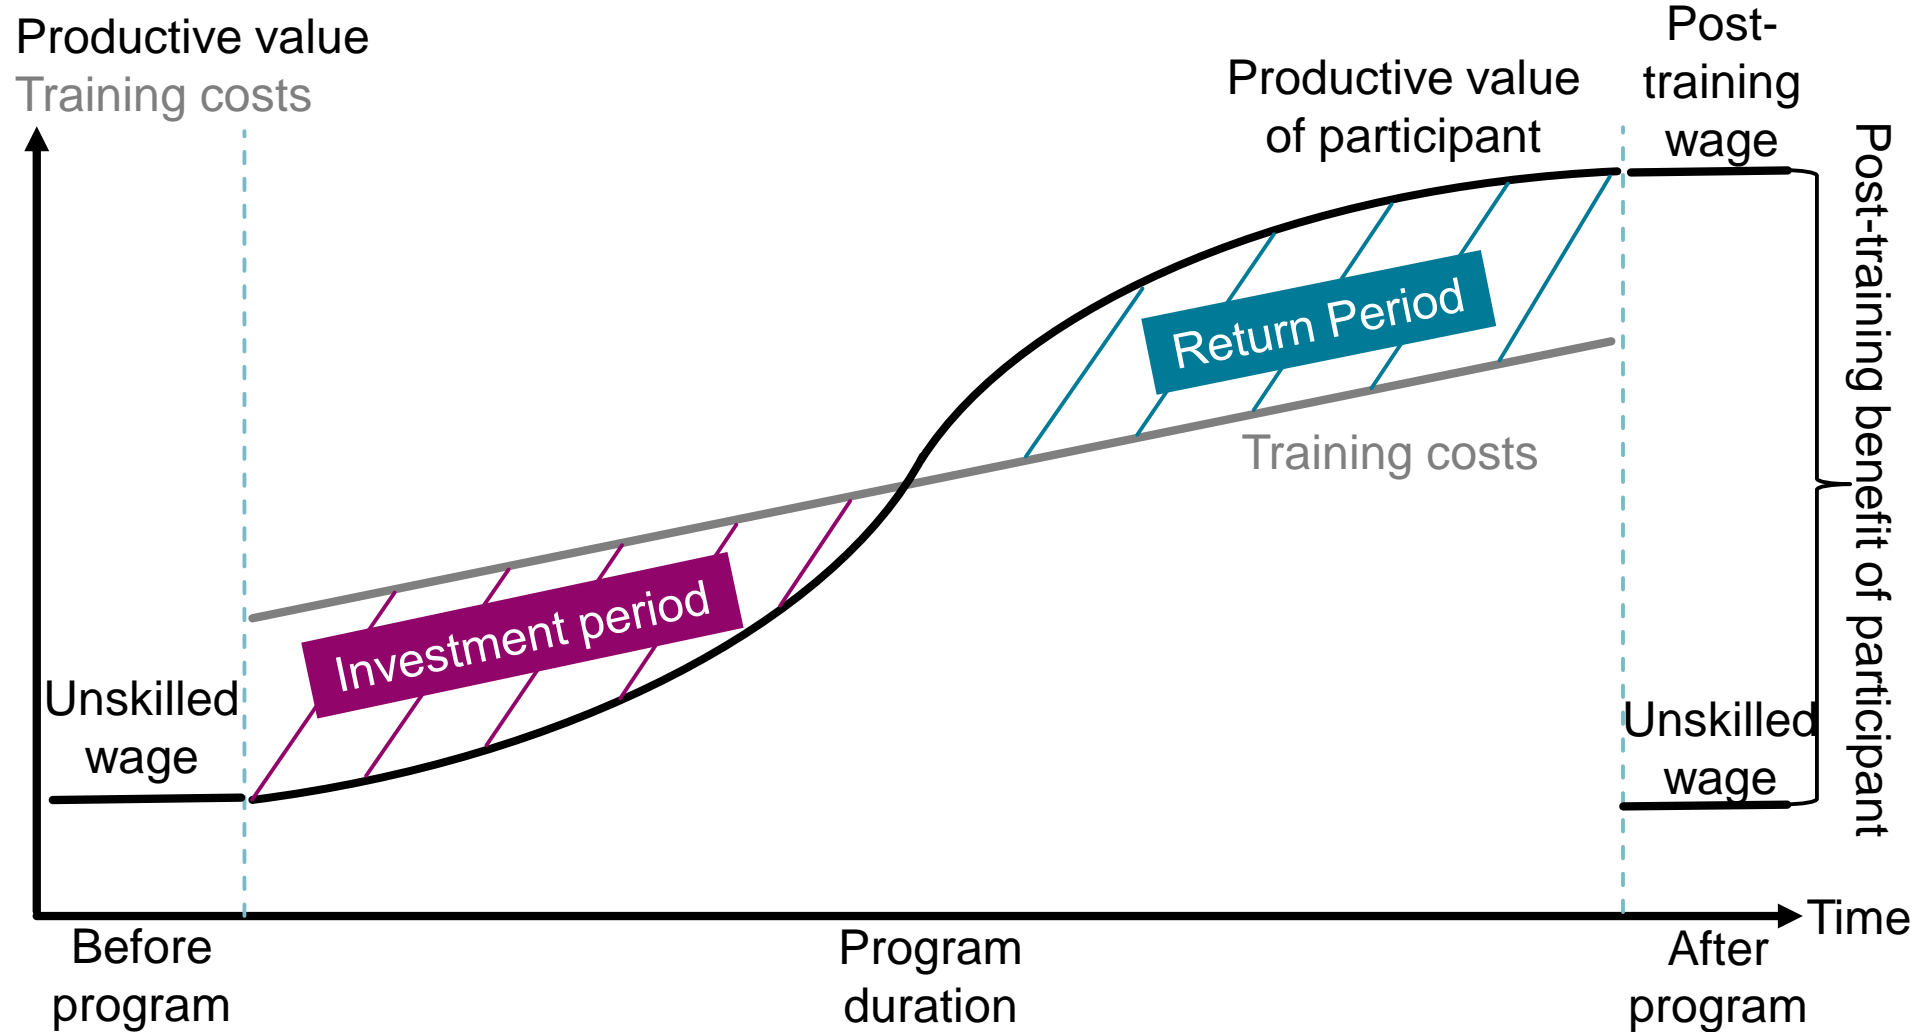 Productive value
Training costs
Productive value
of participant
Post-
training
wage
Post-training benefit of participant
Return Period
Training costs
Investment period
Unskilled
wage
Unskilled
wage
Time
Before
program
Program
duration
After
program